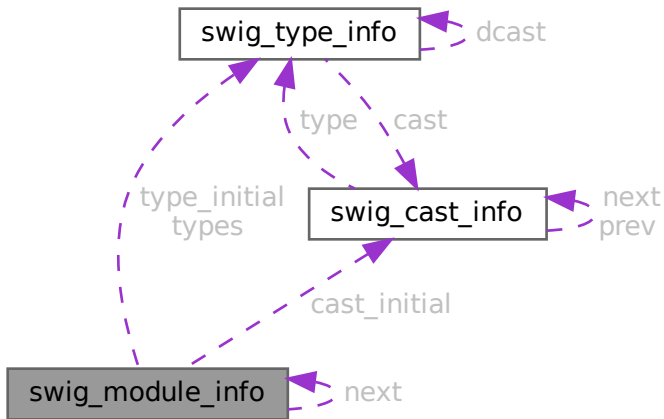 swig_type_info
dcast
type
cast
type_initial
types
swig_cast_info
next
prev
cast_initial
swig_module_info
next